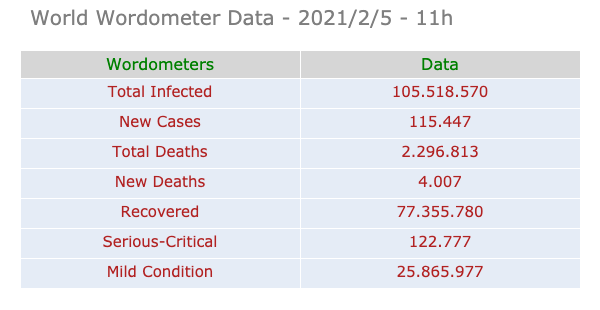 World Wordometer Data - 2021/2/5 - 11h
Wordometers Data
Total Infected 105.518.570
New Cases 115.447
Total Deaths 2.296.813
New Deaths 4.007
Recovered 77.355.780
Serious-Critical 122.777
Mild Condition 25.865.977